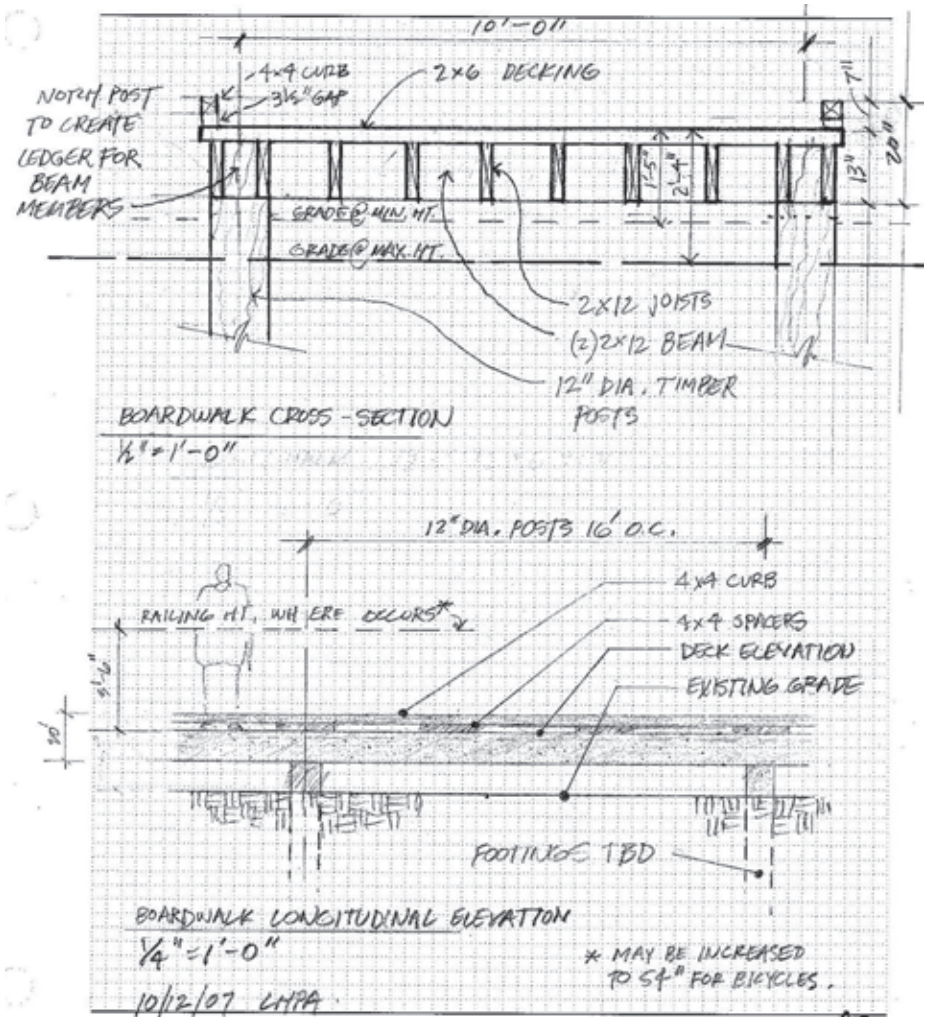 10'-0"
4x4 CURB
3½" GAP
2x6 DECKING
NOTCH POST
TO CREATE
LEDGER FOR
BEAM
MEMBERS
7"
20"
13"
1'-5"
2'-4"
GRADE @ MIN. HT.
GRADE @ MAX. HT.
2x12 JOISTS
(2) 2x12 BEAM
12" DIA. TIMBER
POSTS
BOARDWALK CROSS-SECTION
½" = 1'-0"
12" DIA. POSTS 16' O.C.
4x4 CURB
RAILING HT. WHERE OCCURS*
4x4 SPACERS
DECK ELEVATION
EXISTING GRADE
3'-6"
FOOTINGS TBD
BOARDWALK LONGITUDINAL ELEVATION
¼" = 1'-0"
* MAY BE INCREASED
TO 54" FOR BICYCLES.
10/12/07 LHPA